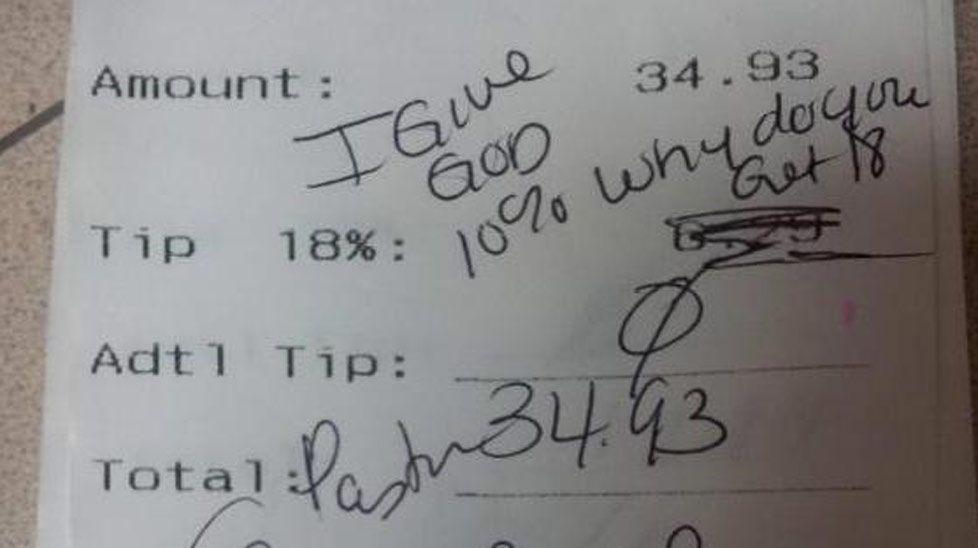 Amount: 34.93
I Give
GOD
10% why do you
Get 18
Tip 18%:
Adtl Tip: 0
Total: Pastor 34.93